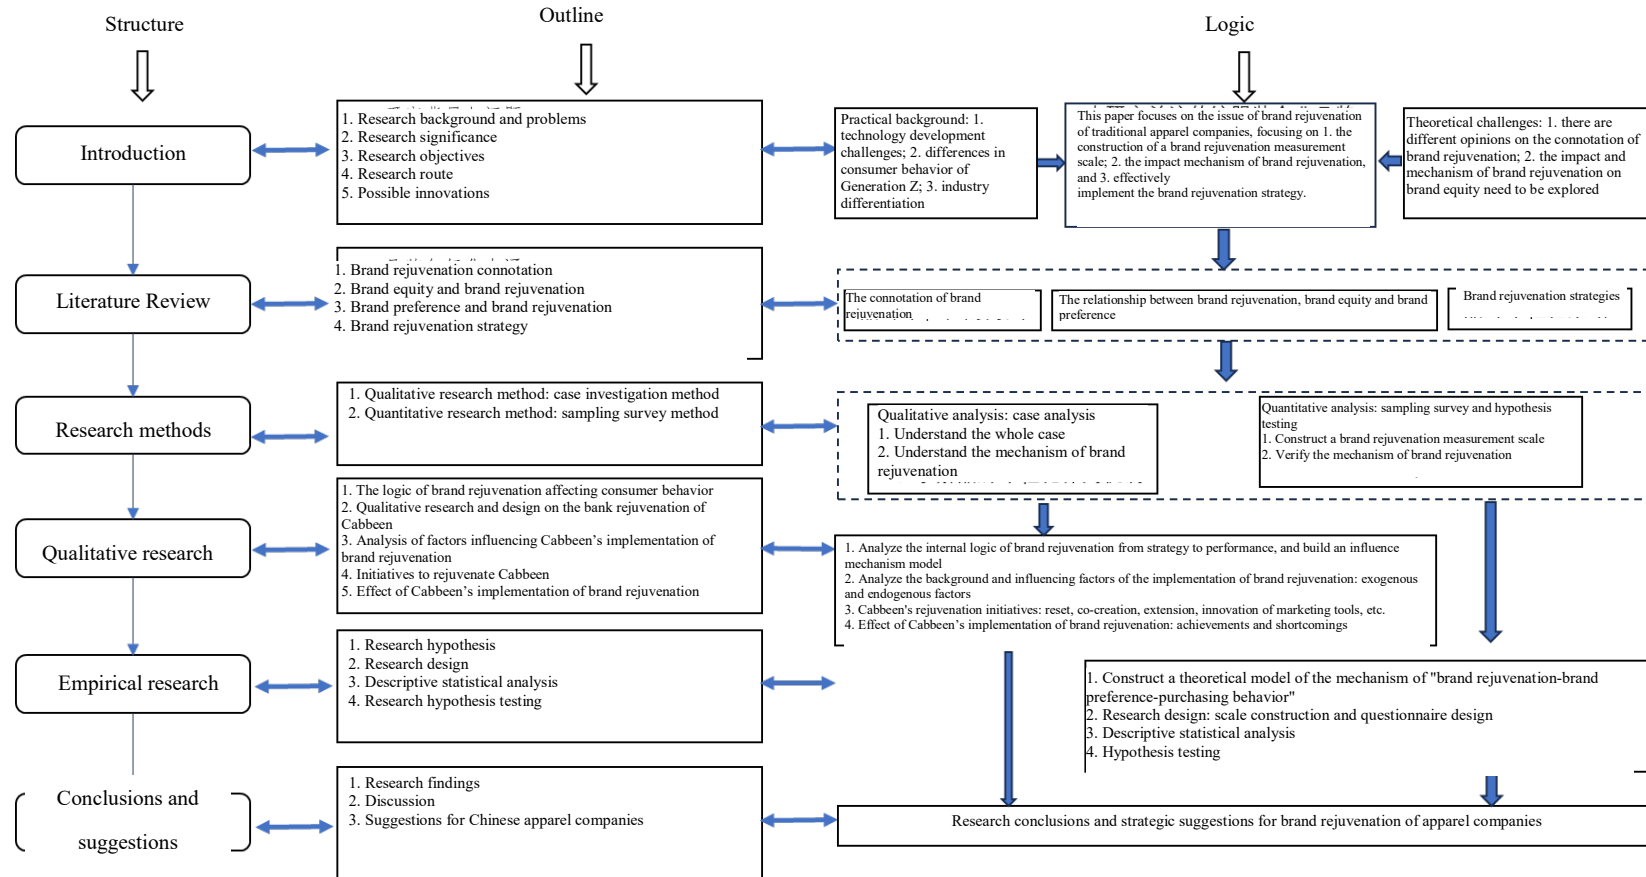 Structure
Outline
Logic
Introduction
1. Research background and problems
2. Research significance
3. Research objectives
4. Research route
5. Possible innovations
Practical background: 1.
technology development
challenges; 2. differences in
consumer behavior of
Generation Z; 3. industry
differentiation
This paper focuses on the issue of brand rejuvenation
of traditional apparel companies, focusing on 1. the
construction of a brand rejuvenation measurement
scale; 2. the impact mechanism of brand rejuvenation,
and 3. effectively
implement the brand rejuvenation strategy.
Theoretical challenges: 1. there are
different opinions on the connotation of
brand rejuvenation; 2. the impact and
mechanism of brand rejuvenation on
brand equity need to be explored
Literature Review
1. Brand rejuvenation connotation
2. Brand equity and brand rejuvenation
3. Brand preference and brand rejuvenation
4. Brand rejuvenation strategy
The connotation of brand
rejuvenation
The relationship between brand rejuvenation, brand equity and brand
preference
Brand rejuvenation strategies
Research methods
1. Qualitative research method: case investigation method
2. Quantitative research method: sampling survey method
Qualitative analysis: case analysis
1. Understand the whole case
2. Understand the mechanism of brand
rejuvenation
Quantitative analysis: sampling survey and hypothesis
testing
1. Construct a brand rejuvenation measurement scale
2. Verify the mechanism of brand rejuvenation
Qualitative research
1. The logic of brand rejuvenation affecting consumer behavior
2. Qualitative research and design on the bank rejuvenation of
Cabbeen
3. Analysis of factors influencing Cabbeen’s implementation of
brand rejuvenation
4. Initiatives to rejuvenate Cabbeen
5. Effect of Cabbeen’s implementation of brand rejuvenation
1. Analyze the internal logic of brand rejuvenation from strategy to performance, and build an influence
mechanism model
2. Analyze the background and influencing factors of the implementation of brand rejuvenation: exogenous
and endogenous factors
3. Cabbeen's rejuvenation initiatives: reset, co-creation, extension, innovation of marketing tools, etc.
4. Effect of Cabbeen’s implementation of brand rejuvenation: achievements and shortcomings
Empirical research
1. Research hypothesis
2. Research design
3. Descriptive statistical analysis
4. Research hypothesis testing
1. Construct a theoretical model of the mechanism of "brand rejuvenation-brand
preference-purchasing behavior"
2. Research design: scale construction and questionnaire design
3. Descriptive statistical analysis
4. Hypothesis testing
Conclusions and
suggestions
1. Research findings
2. Discussion
3. Suggestions for Chinese apparel companies
Research conclusions and strategic suggestions for brand rejuvenation of apparel companies